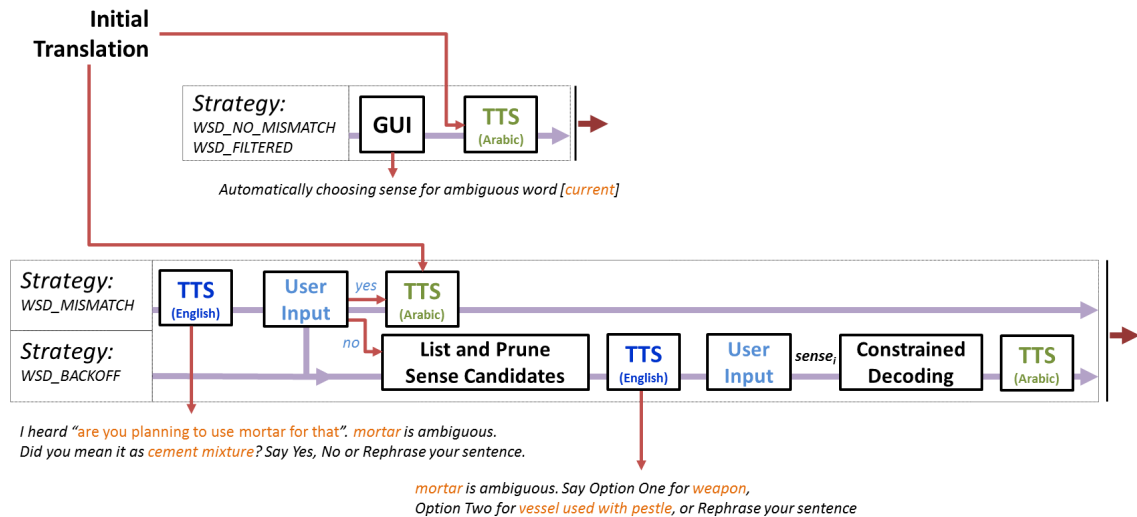 Initial
Translation
Strategy:
WSD_NO_MISMATCH
WSD_FILTERED
GUI
TTS
(Arabic)
Automatically choosing sense for ambiguous word [current]
Strategy:
WSD_MISMATCH
TTS
(English)
User
Input
yes
TTS
(Arabic)
Strategy:
WSD_BACKOFF
no
List and Prune
Sense Candidates
TTS
(English)
User
Input
sense i
Constrained
Decoding
TTS
(Arabic)
I heard “are you planning to use mortar for that”. mortar is ambiguous.
Did you mean it as cement mixture? Say Yes, No or Rephrase your sentence.
mortar is ambiguous. Say Option One for weapon,
Option Two for vessel used with pestle, or Rephrase your sentence